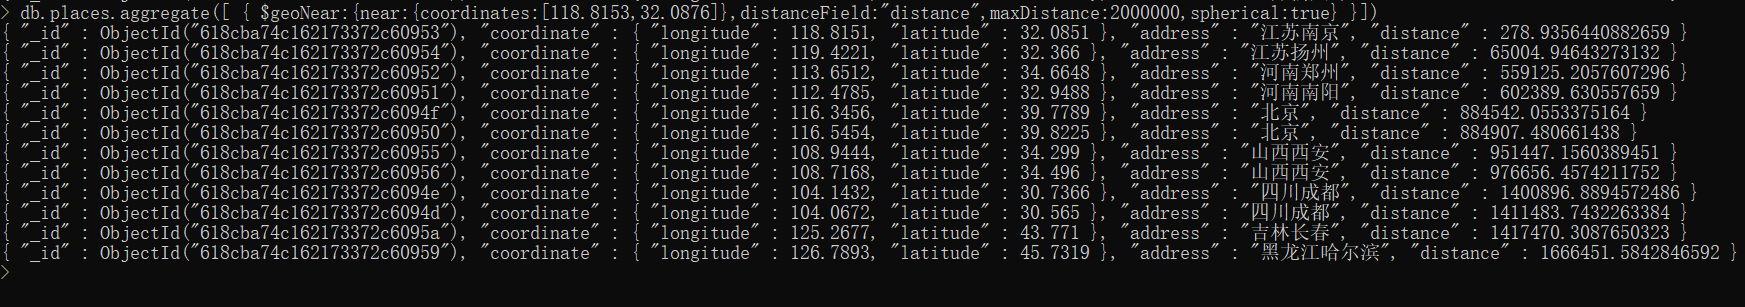 > db.places.aggregate([ { $geoNear:{near:{coordinates:[118.8153,32.0876]},distanceField:"distance",maxDistance:2000000,spherical:true} }])
{ "_id" : ObjectId("618cba74c162173372c60953"), "coordinate" : { "longitude" : 118.8151, "latitude" : 32.0851 }, "address" : "江苏南京", "distance" : 278.9356440882659 }
{ "_id" : ObjectId("618cba74c162173372c60954"), "coordinate" : { "longitude" : 119.4221, "latitude" : 32.366 }, "address" : "江苏扬州", "distance" : 65004.94643273132 }
{ "_id" : ObjectId("618cba74c162173372c60952"), "coordinate" : { "longitude" : 113.6512, "latitude" : 34.6648 }, "address" : "河南郑州", "distance" : 559125.2057607296 }
{ "_id" : ObjectId("618cba74c162173372c60951"), "coordinate" : { "longitude" : 112.4785, "latitude" : 32.9488 }, "address" : "河南南阳", "distance" : 602389.630557659 }
{ "_id" : ObjectId("618cba74c162173372c6094f"), "coordinate" : { "longitude" : 116.3456, "latitude" : 39.7789 }, "address" : "北京", "distance" : 884542.0553375164 }
{ "_id" : ObjectId("618cba74c162173372c60950"), "coordinate" : { "longitude" : 116.5454, "latitude" : 39.8225 }, "address" : "北京", "distance" : 884907.480661438 }
{ "_id" : ObjectId("618cba74c162173372c60955"), "coordinate" : { "longitude" : 108.9444, "latitude" : 34.299 }, "address" : "山西西安", "distance" : 951447.1560389451 }
{ "_id" : ObjectId("618cba74c162173372c60956"), "coordinate" : { "longitude" : 108.7168, "latitude" : 34.496 }, "address" : "山西西安", "distance" : 976656.4574211752 }
{ "_id" : ObjectId("618cba74c162173372c6094e"), "coordinate" : { "longitude" : 104.1432, "latitude" : 30.7366 }, "address" : "四川成都", "distance" : 1400896.8894572486 }
{ "_id" : ObjectId("618cba74c162173372c6094d"), "coordinate" : { "longitude" : 104.0672, "latitude" : 30.565 }, "address" : "四川成都", "distance" : 1411483.7432263384 }
{ "_id" : ObjectId("618cba74c162173372c6095a"), "coordinate" : { "longitude" : 125.2677, "latitude" : 43.771 }, "address" : "吉林长春", "distance" : 1417470.3087650323 }
{ "_id" : ObjectId("618cba74c162173372c60959"), "coordinate" : { "longitude" : 126.7893, "latitude" : 45.7319 }, "address" : "黑龙江哈尔滨", "distance" : 1666451.5842846592 }
>